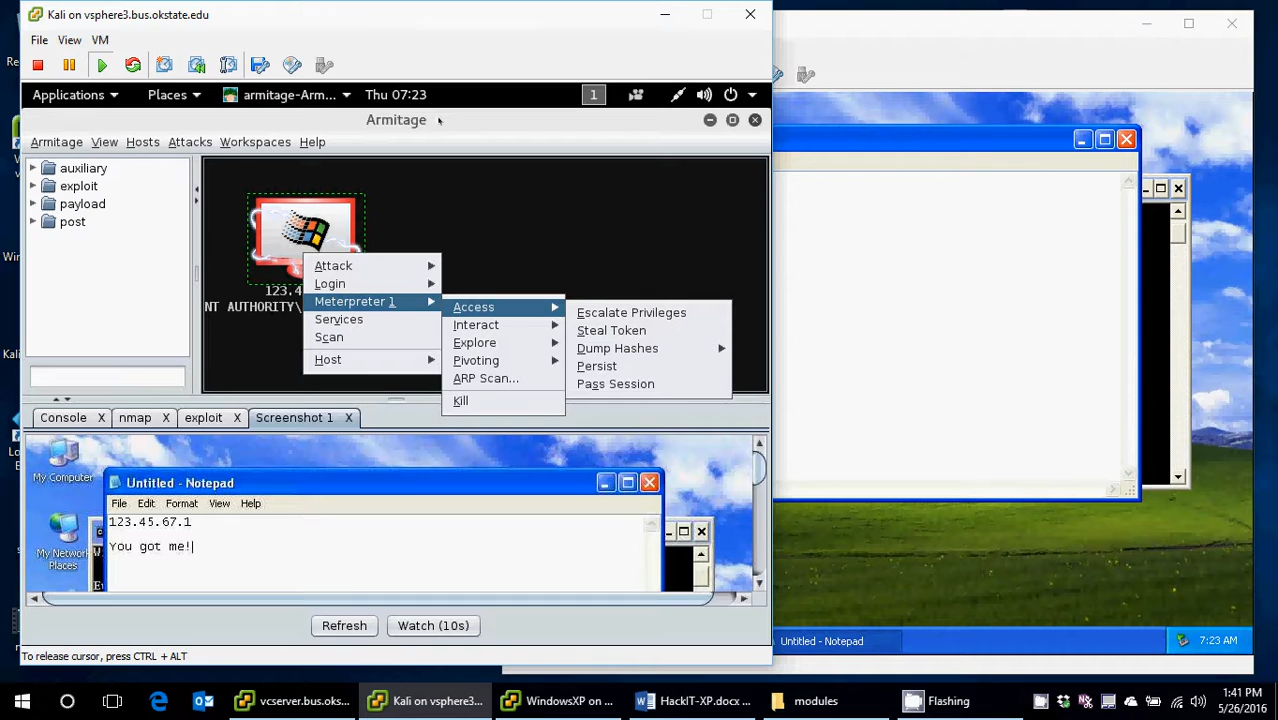 Kali on vsphere3.bus.okstate.edu
File View VM
Applications Places armitage-Arm... Thu 07:23 1
Armitage
Armitage View Hosts Attacks Workspaces Help
auxiliary
exploit
payload
post
123.4
NT AUTHORITY\
Attack
Login
Meterpreter 1
Services
Scan
Host
Access
Interact
Explore
Pivoting
ARP Scan...
Kill
Escalate Privileges
Steal Token
Dump Hashes
Persist
Pass Session
Console X nmap X exploit X Screenshot 1 X
My Computer
My Network
Places
Untitled - Notepad
File Edit Format View Help
123.45.67.1
You got me!
Refresh Watch (10s)
To release cursor, press CTRL + ALT
Untitled - Notepad 7:23 AM
vcserver.bus.oks... Kali on vsphere3... WindowsXP on ... HackIT-XP.docx ... modules Flashing
1:41 PM
5/26/2016